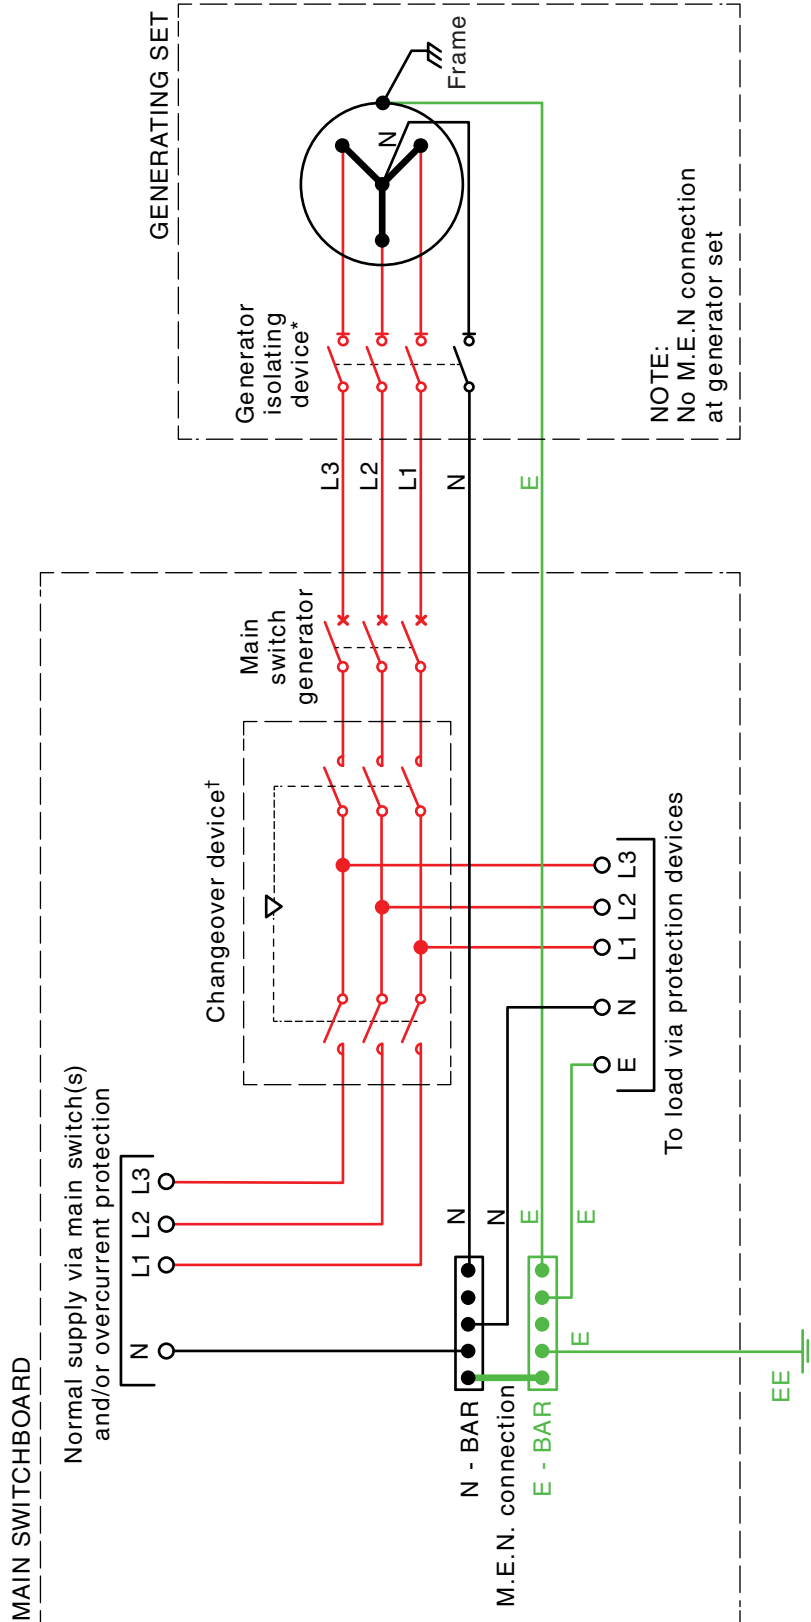 MAIN SWITCHBOARD
Normal supply via main switch(s)
and/or overcurrent protection
N
L1
L2
L3
Changeover device†
Main
switch
generator
L3
L2
L1
N
E
GENERATING SET
Generator
isolating
device*
N
Frame
NOTE:
No M.E.N connection
at generator set
N
N
E
E
E
N - BAR
M.E.N. connection
E - BAR
EE
E
N
L1
L2
L3
To load via protection devices